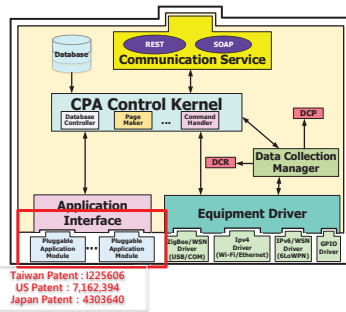 REST
SOAP
Communication Service
Database
CPA Control Kernel
Database
Controller
Page
Maker
...
Command
Handler
DCP
DCR
Data Collection
Manager
Application
Interface
Equipment Driver
Pluggable
Application
Module
...
Pluggable
Application
Module
ZigBee/WSN
Driver
(USB/COM)
Ipv4
Driver
(Wi-Fi/Ethernet)
IPv6/WSN
Driver
(6LoWPN)
GPIO
Driver
Taiwan Patent : I225606
US Patent : 7,162,394
Japan Patent : 4303640